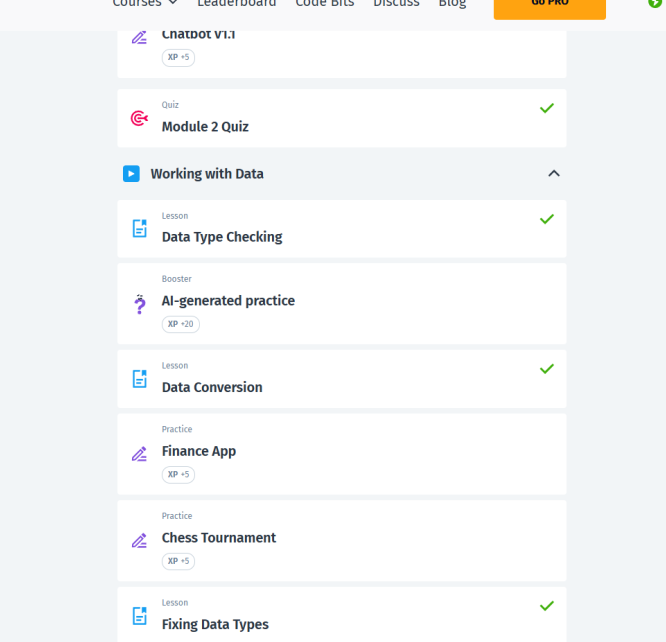 Courses Leaderboard Code Bits Discuss Blog Go PRO
Chatbot v1.1
XP +5
Quiz
Module 2 Quiz
Working with Data
Lesson
Data Type Checking
Booster
AI-generated practice
XP +20
Lesson
Data Conversion
Practice
Finance App
XP +5
Practice
Chess Tournament
XP +5
Lesson
Fixing Data Types